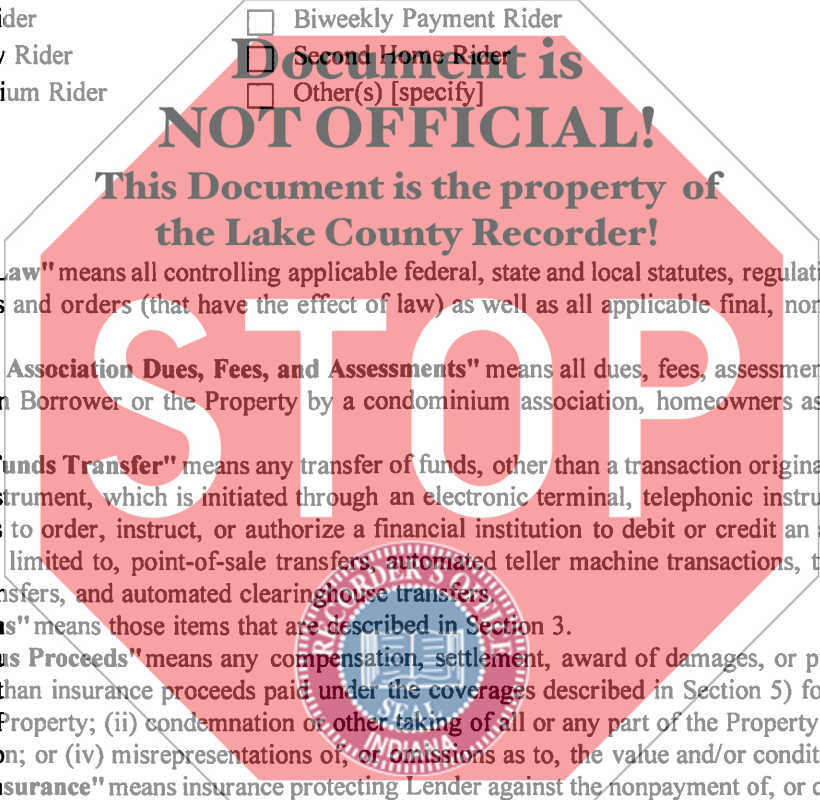 ider Biweekly Payment Rider
Rider Second Home Rider
ium Rider Other(s) [specify]
Document is
NOT OFFICIAL!
This Document is the property of
the Lake County Recorder!
aw" means all controlling applicable federal, state and local statutes, regulati
s and orders (that have the effect of law) as well as all applicable final, non
Association Dues, Fees, and Assessments" means all dues, fees, assessmen
n Borrower or the Property by a condominium association, homeowners as
STOP
unds Transfer" means any transfer of funds, other than a transaction origina
strument, which is initiated through an electronic terminal, telephonic instru
s to order, instruct, or authorize a financial institution to debit or credit an a
limited to, point-of-sale transfers, automated teller machine transactions, t
nsfers, and automated clearinghouse transfers.
s" means those items that are described in Section 3.
us Proceeds" means any compensation, settlement, award of damages, or p
than insurance proceeds paid under the coverages described in Section 5) fo
Property; (ii) condemnation or other taking of all or any part of the Property
on; or (iv) misrepresentations of, or omissions as to, the value and/or condit
nsurance" means insurance protecting Lender against the nonpayment of, or d
RECORDER'S OFFICE
SEAL
INDIANA